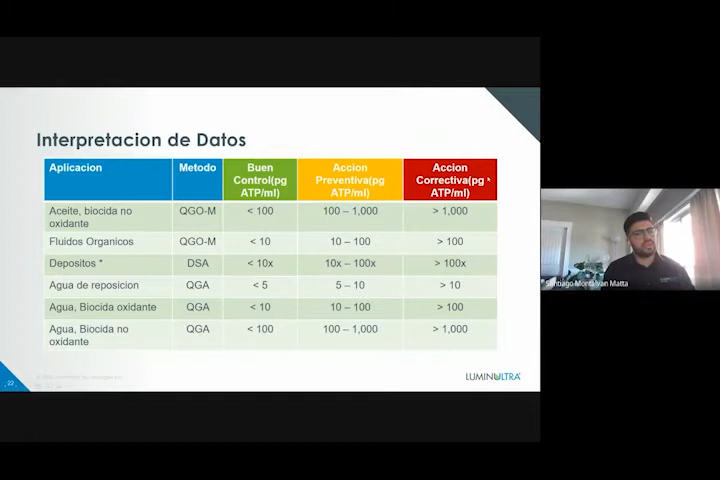 Interpretacion de Datos
Aplicacion Metodo Buen Control(pg ATP/ml) Accion Preventiva(pg ATP/ml) Accion Correctiva(pg * ATP/ml)
Aceite, biocida no oxidante QGO-M < 100 100 – 1,000 > 1,000
Fluidos Organicos QGO-M < 10 10 – 100 > 100
Depositos * DSA < 10x 10x – 100x > 100x
Agua de reposicion QGA < 5 5 – 10 > 10
Agua, Biocida oxidante QGA < 10 10 – 100 > 100
Agua, Biocida no oxidante QGA < 100 100 – 1,000 > 1,000
22
LUMINULTRA
Santiago Montalvan Matta